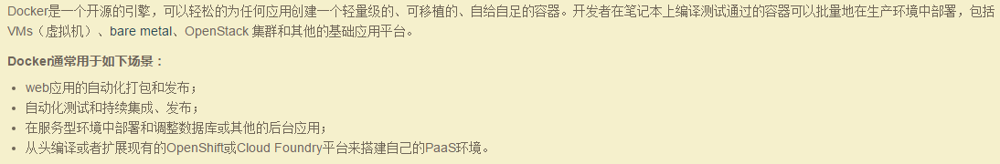 Docker是一个开源的引擎，可以轻松的为任何应用创建一个轻量级的、可移植的、自给自足的容器。开发者在笔记本上编译测试通过的容器可以批量地在生产环境中部署，包括
VMs（虚拟机）、bare metal、OpenStack 集群和其他的基础应用平台。
Docker通常用于如下场景：
• web应用的自动化打包和发布；
• 自动化测试和持续集成、发布；
• 在服务型环境中部署和调整数据库或其他的后台应用；
• 从头编译或者扩展现有的OpenShift或Cloud Foundry平台来搭建自己的PaaS环境。